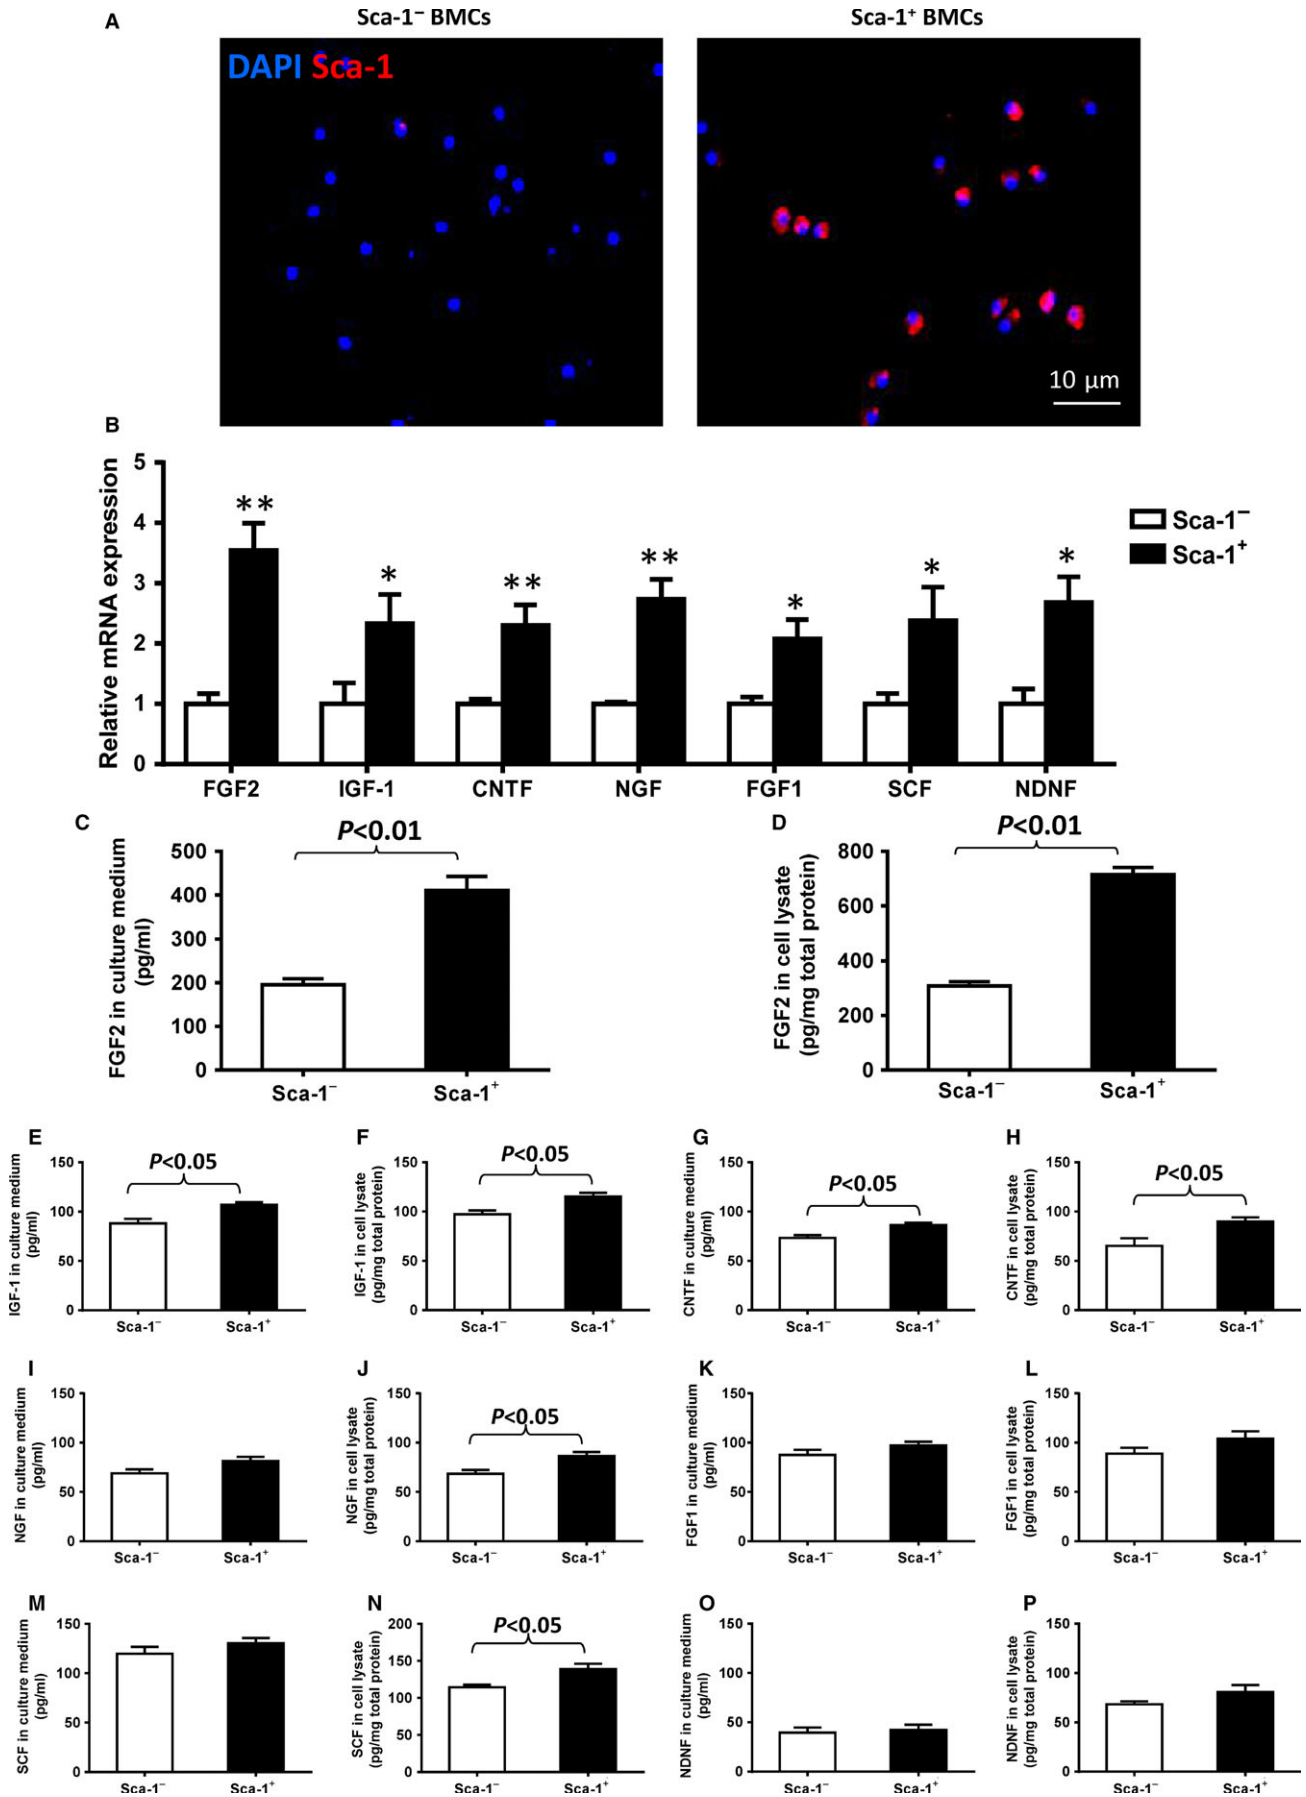 A
Sca-1⁻ BMCs
Sca-1⁺ BMCs
DAPI Sca-1
10 μm
B
Relative mRNA expression
5
4
3
2
1
0
**
*
**
**
*
*
*
FGF2
IGF-1
CNTF
NGF
FGF1
SCF
NDNF
Sca-1⁻
Sca-1⁺
C
FGF2 in culture medium
(pg/ml)
500
400
300
200
100
0
P<0.01
Sca-1⁻
Sca-1⁺
D
FGF2 in cell lysate
(pg/mg total protein)
800
600
400
200
0
P<0.01
Sca-1⁻
Sca-1⁺
E
IGF-1 in culture medium
(pg/ml)
150
100
50
0
P<0.05
Sca-1⁻
Sca-1⁺
F
IGF-1 in cell lysate
(pg/mg total protein)
150
100
50
0
P<0.05
Sca-1⁻
Sca-1⁺
G
CNTF in culture medium
(pg/ml)
150
100
50
0
P<0.05
Sca-1⁻
Sca-1⁺
H
CNTF in cell lysate
(pg/mg total protein)
150
100
50
0
P<0.05
Sca-1⁻
Sca-1⁺
I
NGF in culture medium
(pg/ml)
150
100
50
0
Sca-1⁻
Sca-1⁺
J
NGF in cell lysate
(pg/mg total protein)
150
100
50
0
P<0.05
Sca-1⁻
Sca-1⁺
K
FGF1 in culture medium
(pg/ml)
150
100
50
0
Sca-1⁻
Sca-1⁺
L
FGF1 in cell lysate
(pg/mg total protein)
150
100
50
0
Sca-1⁻
Sca-1⁺
M
SCF in culture medium
(pg/ml)
150
100
50
0
Sca-1⁻
Sca-1⁺
N
SCF in cell lysate
(pg/mg total protein)
200
150
100
50
0
P<0.05
Sca-1⁻
Sca-1⁺
O
NDNF in culture medium
(pg/ml)
150
100
50
0
Sca-1⁻
Sca-1⁺
P
NDNF in cell lysate
(pg/mg total protein)
150
100
50
0
Sca-1⁻
Sca-1⁺